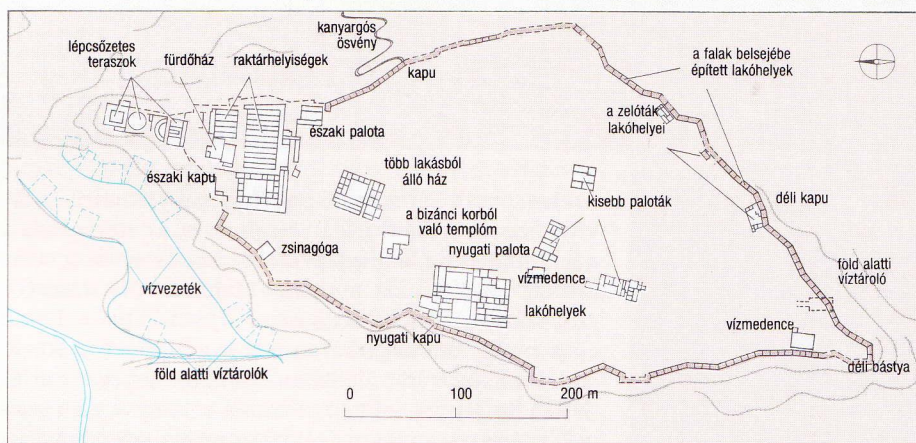 kanyargós
ösvény
lépcsőzetes
teraszok
fürdőház
raktárhelyiségek
kapu
a falak belsejébe
épített lakóhelyek
északi palota
a zelóták
lakóhelyei
több lakásból
álló ház
északi kapu
déli kapu
kisebb paloták
a bizánci korból
való templóm
zsinagóga
nyugati palota
föld alatti
víztároló
vízvezeték
vízmedence
lakóhelyek
vízmedence
nyugati kapu
föld alatti víztárolók
déli bástya
0 100 200 m